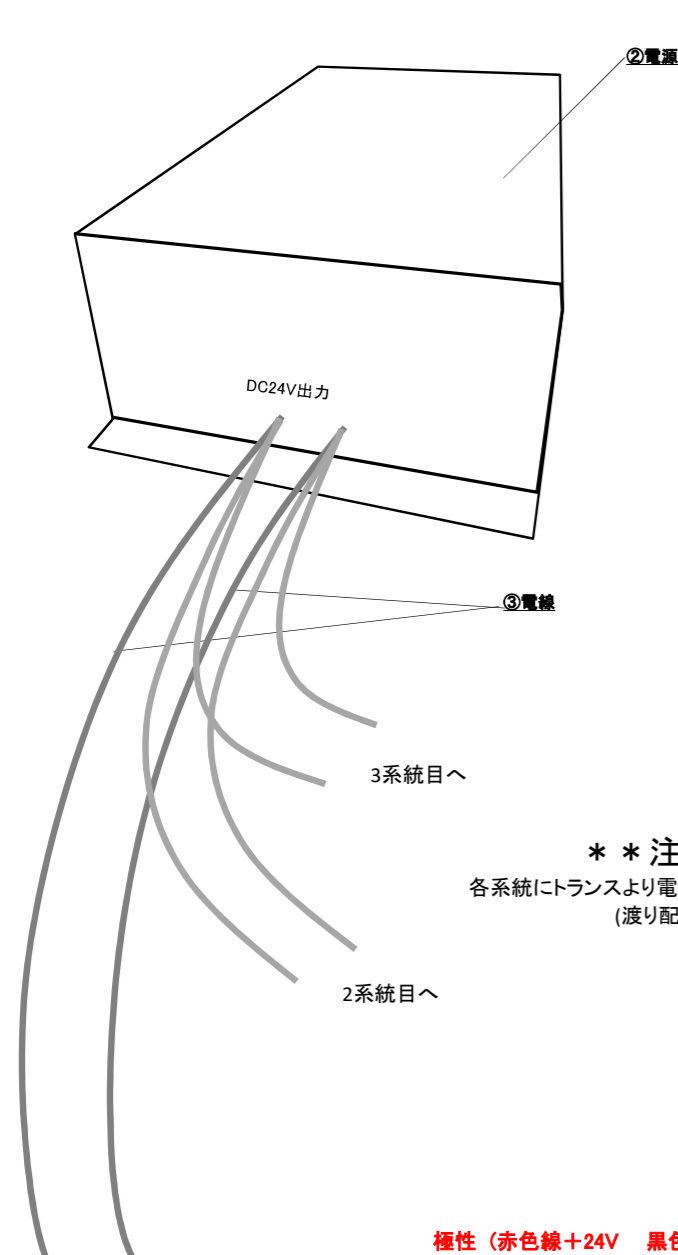 ②電源
DC24V出力
③電線
3系統目へ
＊＊注
各系統にトランスより電
(渡り配
2系統目へ
極性（赤色線＋24V　黒色